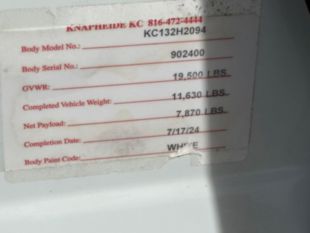 KNAPHEIDE KC 816-472-4444
Body Model No.: KC132H2094
Body Serial No.: 902400
GVWR: 19,500 LBS.
Completed Vehicle Weight: 11,630 LBS.
Net Payload: 7,870 LBS.
Completion Date: 7/17/24
Body Paint Code: WHITE